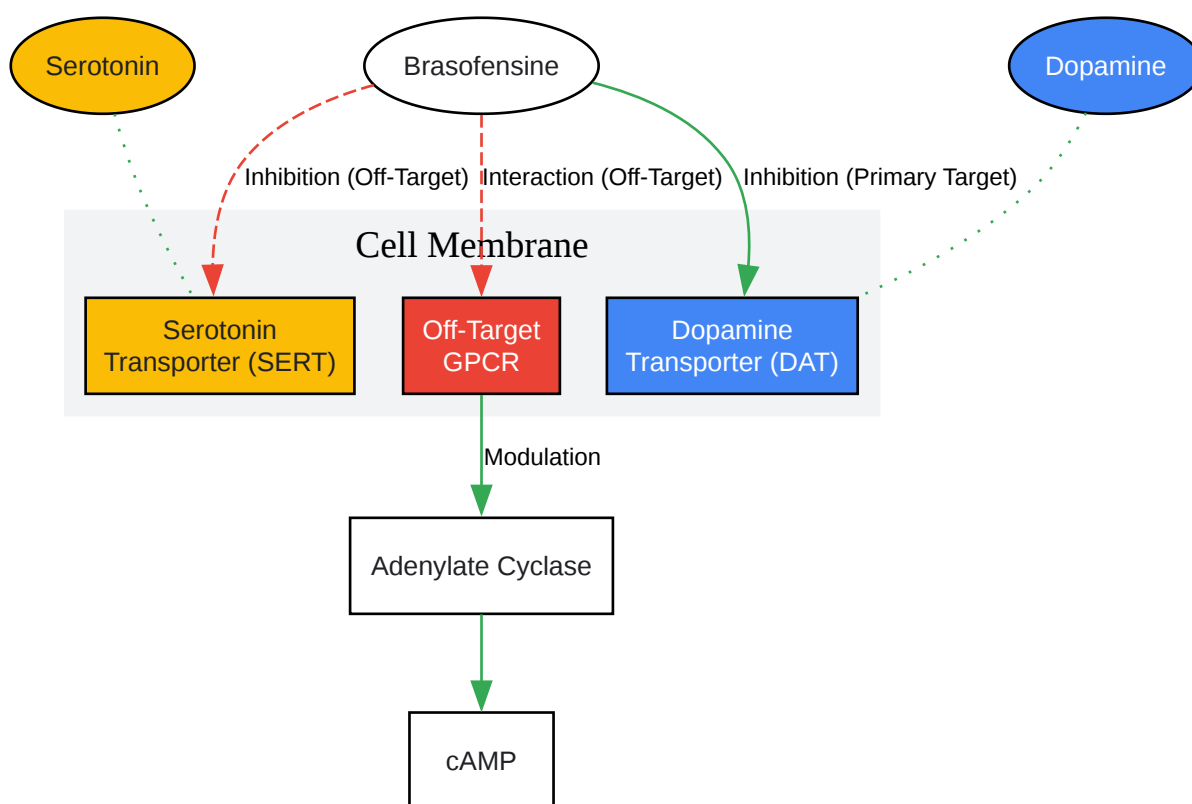 Serotonin
Brasofensine
Dopamine
Inhibition (Off-Target)
Interaction (Off-Target)
Inhibition (Primary Target)
Cell Membrane
Serotonin
Transporter (SERT)
Off-Target
GPCR
Dopamine
Transporter (DAT)
Modulation
Adenylate Cyclase
cAMP